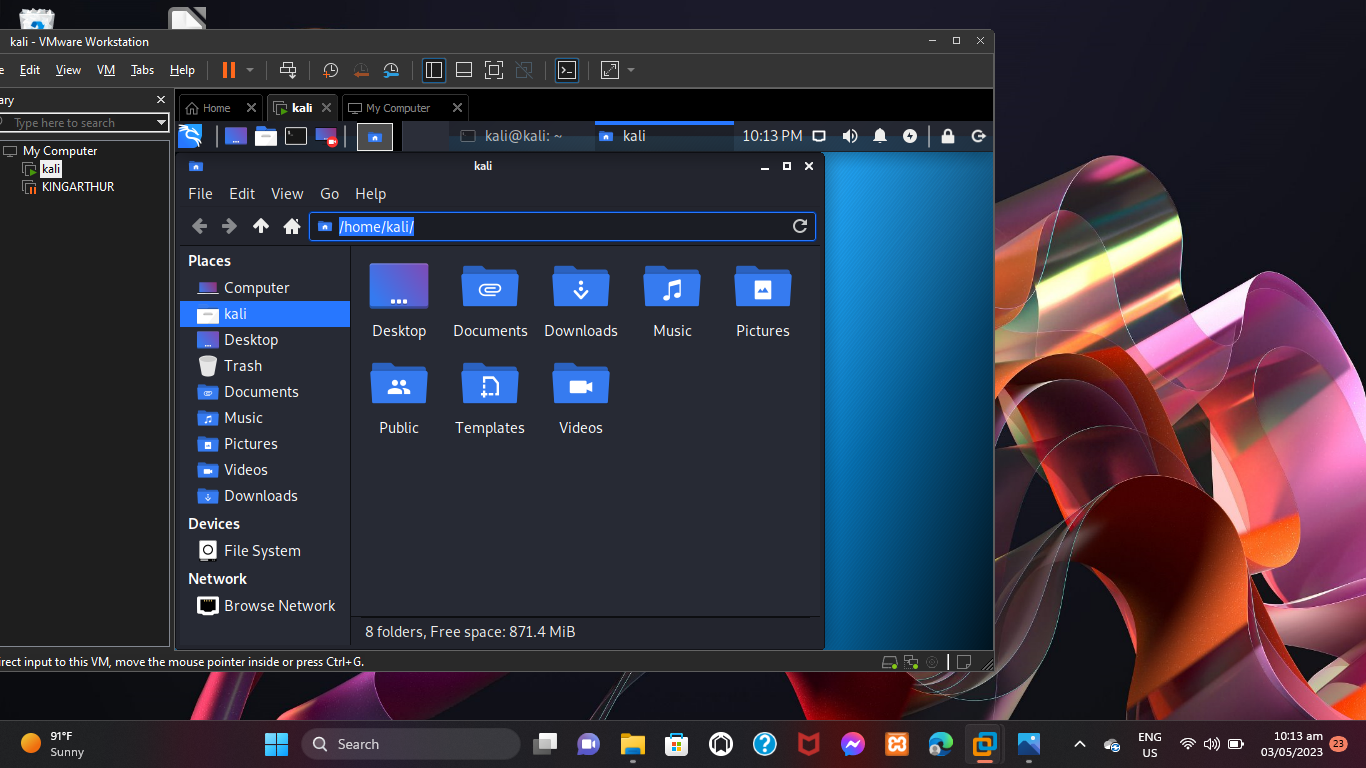 kali - VMware Workstation
e Edit View VM Tabs Help
ary
Type here to search
My Computer
kali
KINGARTHUR
Home kali My Computer
kali@kali: ~ kali 10:13 PM
kali
File Edit View Go Help
/home/kali/
Places
Computer
kali
Desktop
Trash
Documents
Music
Pictures
Videos
Downloads
Devices
File System
Network
Browse Network
Desktop Documents Downloads Music Pictures
Public Templates Videos
8 folders, Free space: 871.4 MiB
irect input to this VM, move the mouse pointer inside or press Ctrl+G.
91°F
Sunny
Search
ENG
US
10:13 am
03/05/2023
23